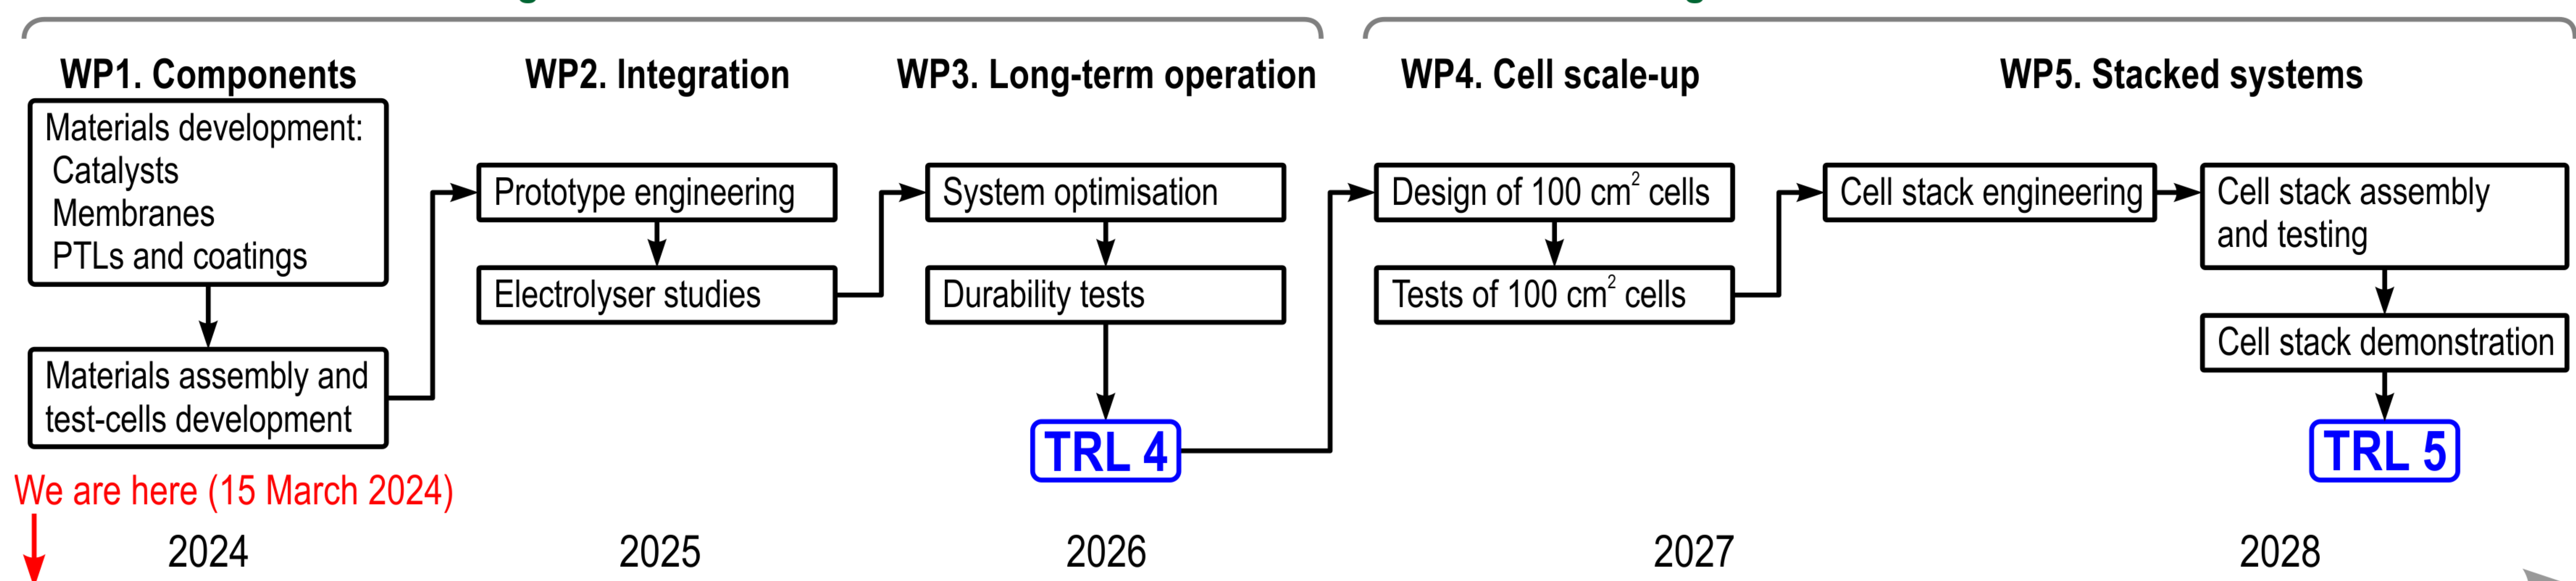 WP1. Components
Materials development:
Catalysts
Membranes
PTLs and coatings
Materials assembly and
test-cells development
WP2. Integration
Prototype engineering
Electrolyser studies
WP3. Long-term operation
System optimisation
Durability tests
TRL 4
WP4. Cell scale-up
Design of 100 cm² cells
Tests of 100 cm² cells
WP5. Stacked systems
Cell stack engineering
Cell stack assembly
and testing
Cell stack demonstration
TRL 5
We are here (15 March 2024)
2024
2025
2026
2027
2028